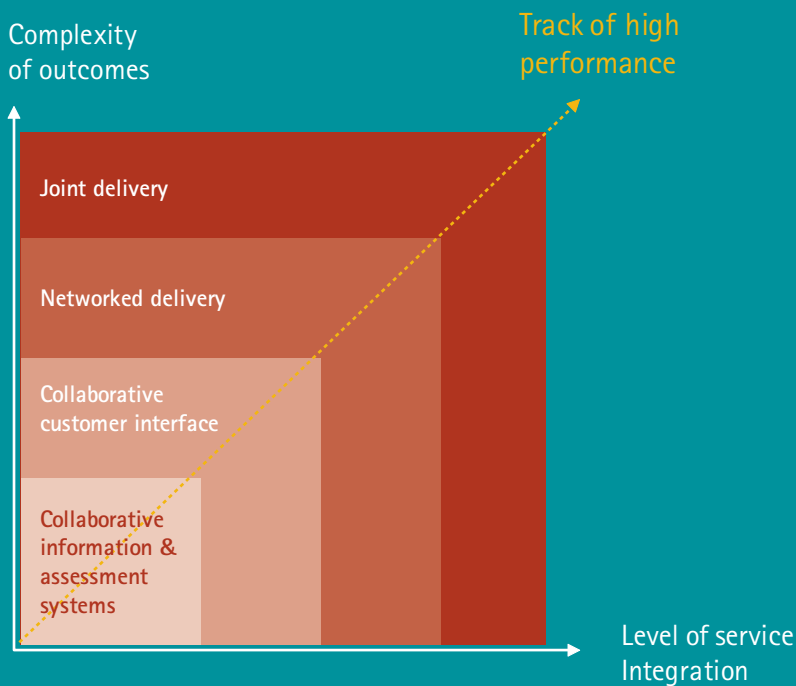 Complexity
of outcomes
Track of high
performance
Joint delivery
Networked delivery
Collaborative
customer interface
Collaborative
information &
assessment
systems
Level of service
Integration